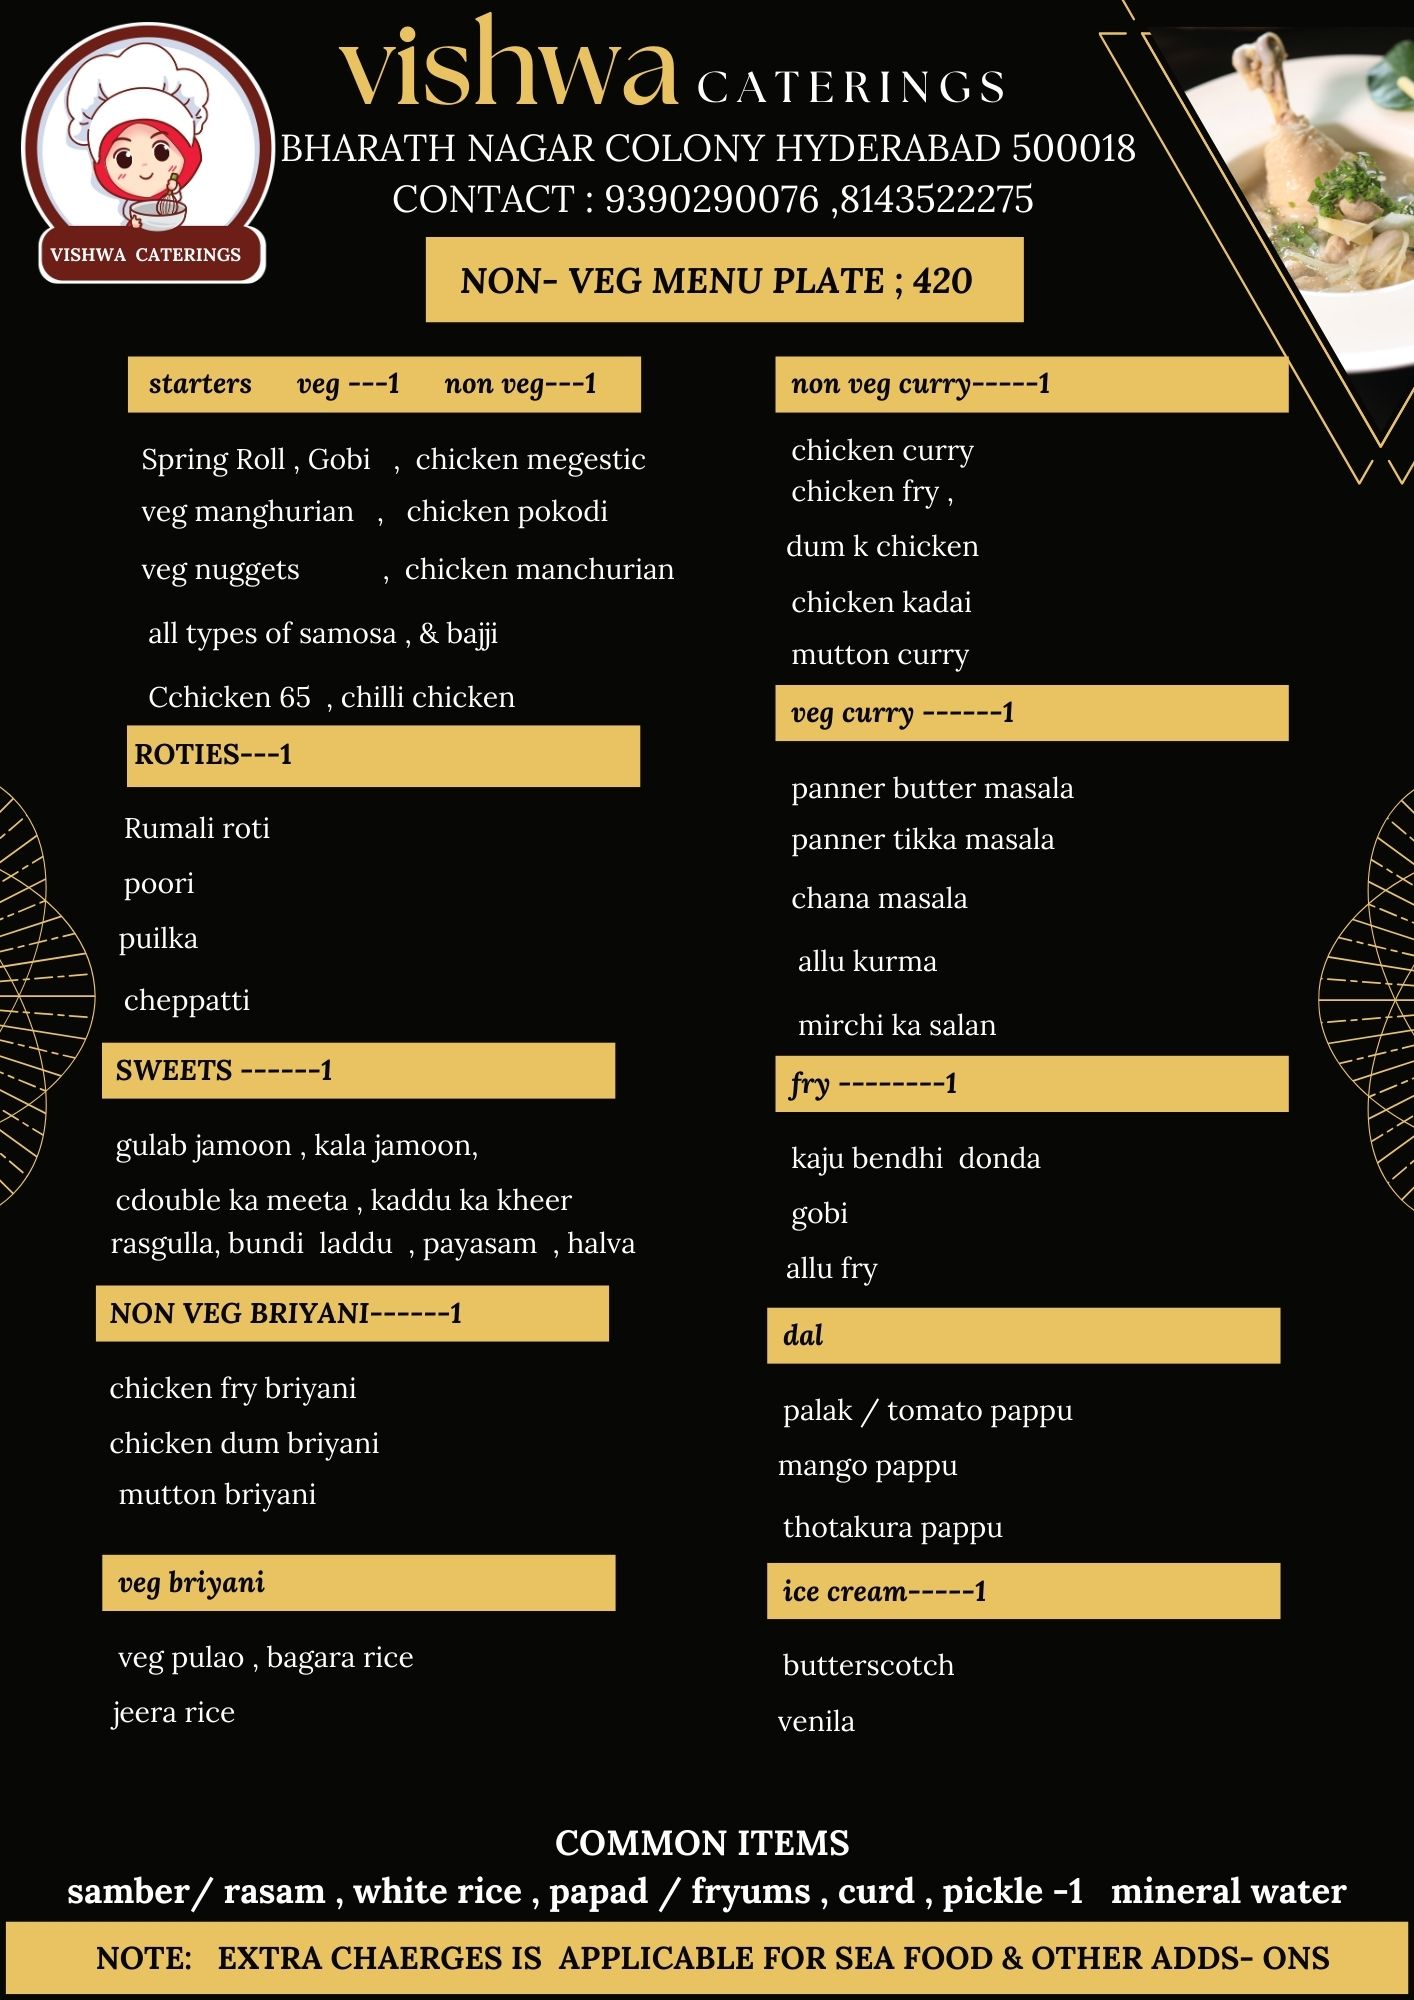 vishwa CATERINGS
BHARATH NAGAR COLONY HYDERABAD 500018
CONTACT : 9390290076 ,8143522275
VISHWA CATERINGS
NON- VEG MENU PLATE ; 420
starters veg ---1 non veg---1
Spring Roll , Gobi , chicken megestic
veg manghurian , chicken pokodi
veg nuggets , chicken manchurian
all types of samosa , & bajji
Cchicken 65 , chilli chicken
ROTIES---1
Rumali roti
poori
puilka
cheppatti
SWEETS ------1
gulab jamoon , kala jamoon,
cdouble ka meeta , kaddu ka kheer
rasgulla, bundi laddu , payasam , halva
NON VEG BRIYANI------1
chicken fry briyani
chicken dum briyani
mutton briyani
veg briyani
veg pulao , bagara rice
jeera rice
non veg curry-----1
chicken curry
chicken fry ,
dum k chicken
chicken kadai
mutton curry
veg curry ------1
panner butter masala
panner tikka masala
chana masala
allu kurma
mirchi ka salan
fry --------1
kaju bendhi donda
gobi
allu fry
dal
palak / tomato pappu
mango pappu
thotakura pappu
ice cream-----1
butterscotch
venila
COMMON ITEMS
samber/ rasam , white rice , papad / fryums , curd , pickle -1 mineral water
NOTE: EXTRA CHAERGES IS APPLICABLE FOR SEA FOOD & OTHER ADDS- ONS